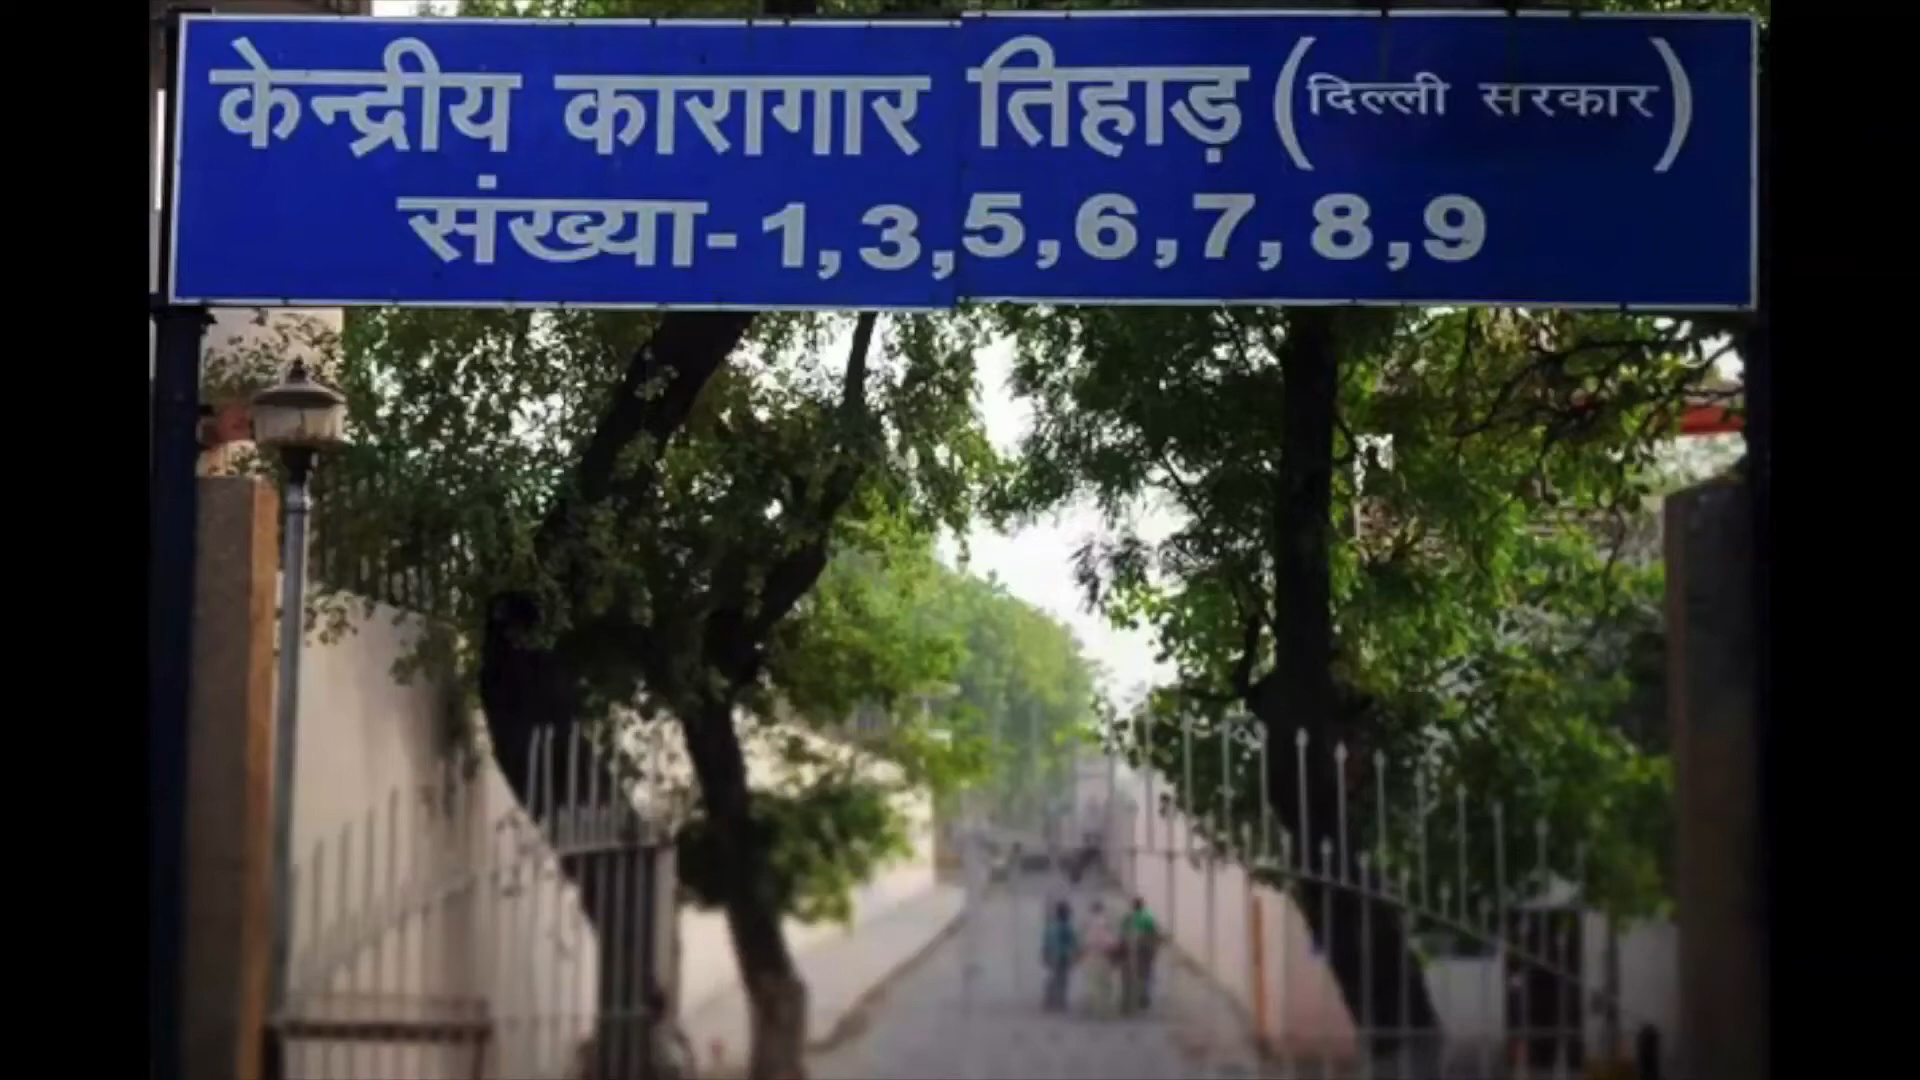 केन्द्रीय कारागार तिहाड़ (दिल्ली सरकार)
संख्या-1,3,5,6,7,8,9